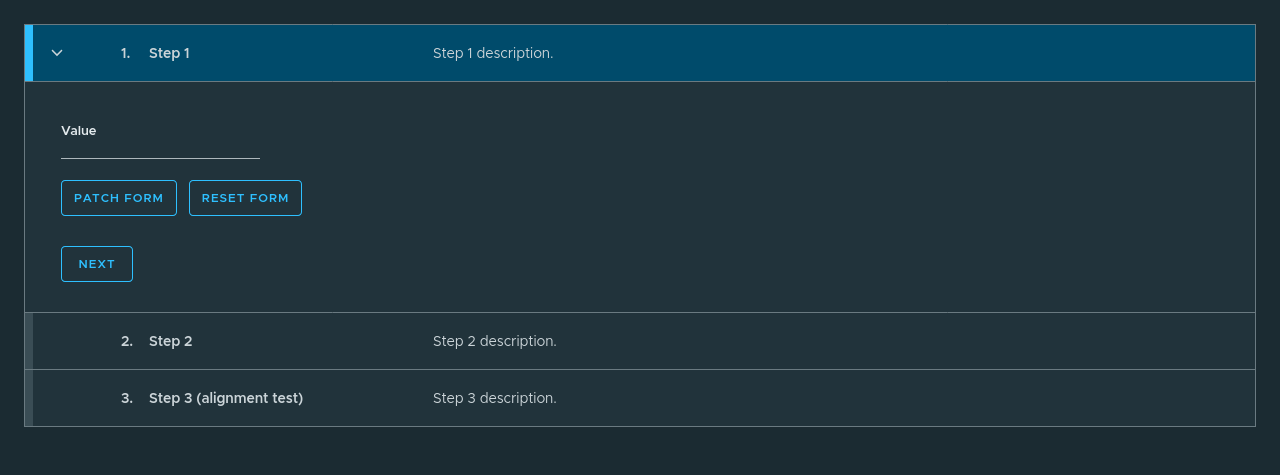 1. Step 1 Step 1 description.
Value
PATCH FORM RESET FORM
NEXT
2. Step 2 Step 2 description.
3. Step 3 (alignment test) Step 3 description.